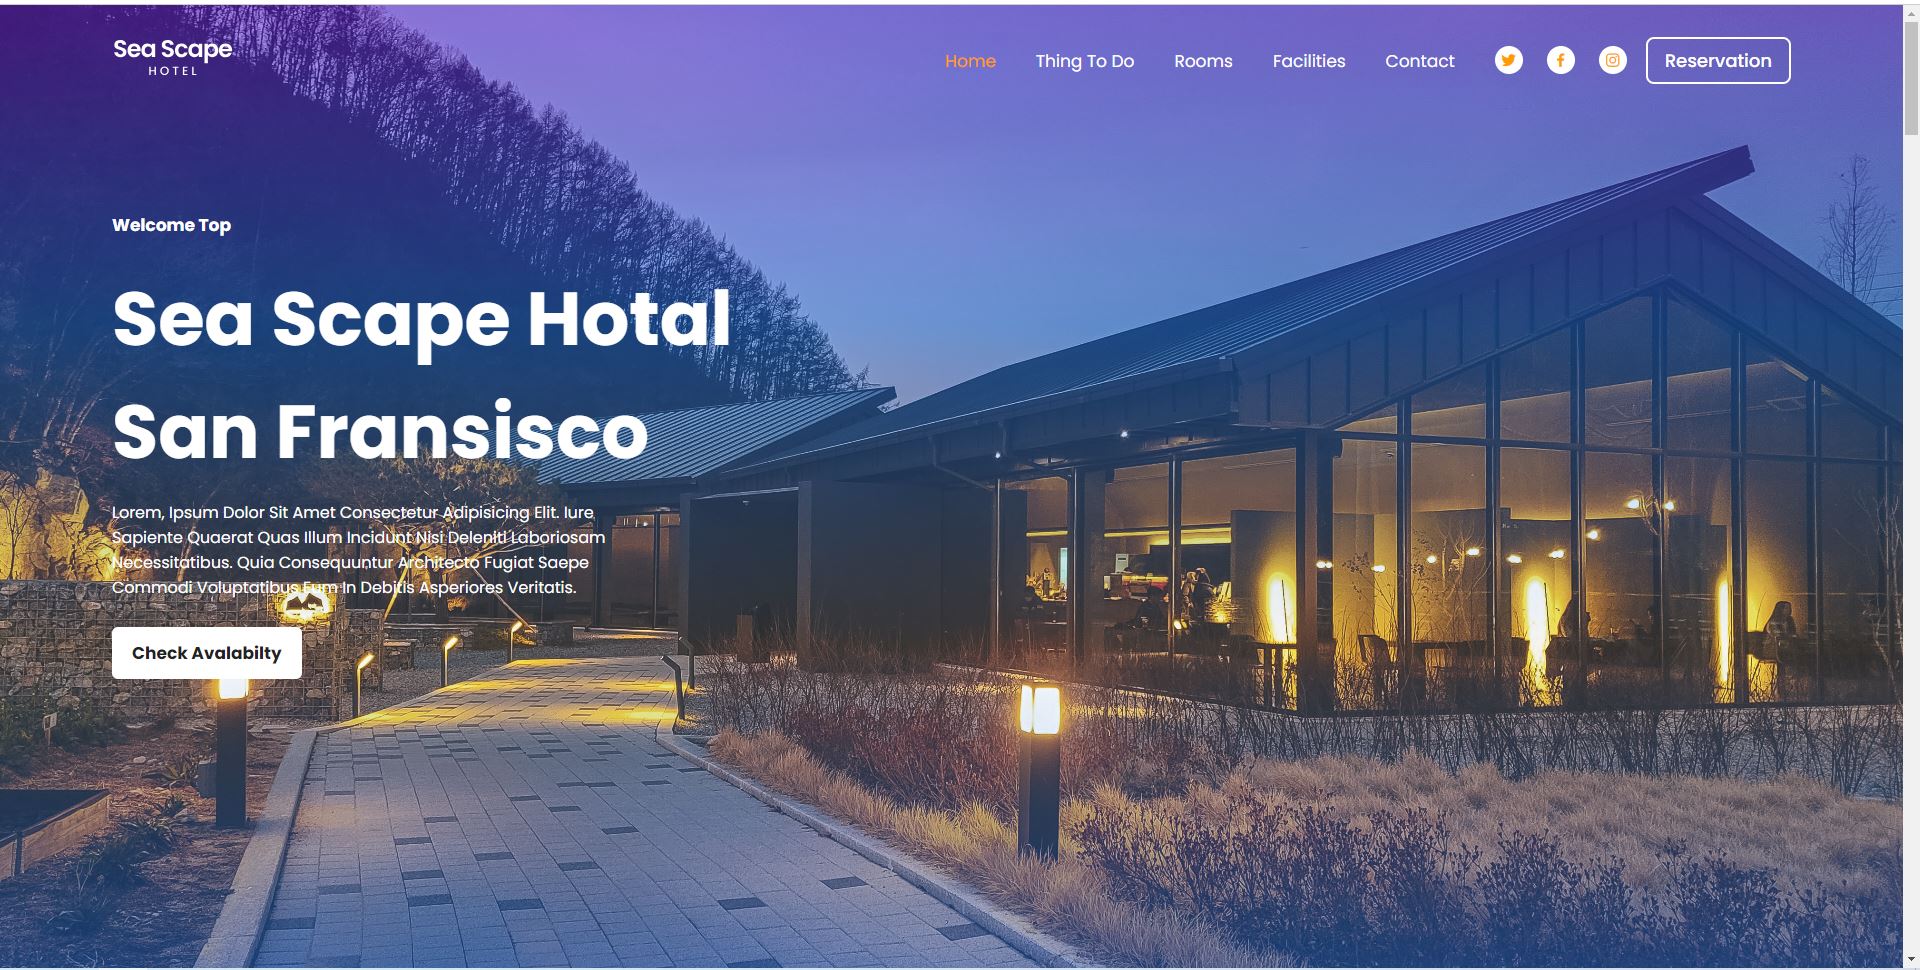 Sea Scape
HOTEL
Home Thing To Do Rooms Facilities Contact Reservation
Welcome Top
Sea Scape Hotal
San Fransisco
Lorem, Ipsum Dolor Sit Amet Consectetur Adipisicing Elit. Iure
Sapiente Quaerat Quas Illum Incidunt Nisi Deleniti Laboriosam
Necessitatibus. Quia Consequuntur Architecto Fugiat Saepe
Commodi Voluptatibus Eum In Debitis Asperiores Veritatis.
Check Avalabilty